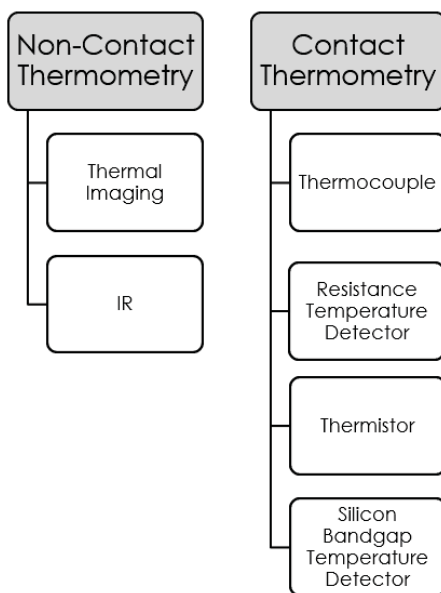 Non-Contact
Thermometry
Thermal
Imaging
IR
Contact
Thermometry
Thermocouple
Resistance
Temperature
Detector
Thermistor
Silicon
Bandgap
Temperature
Detector